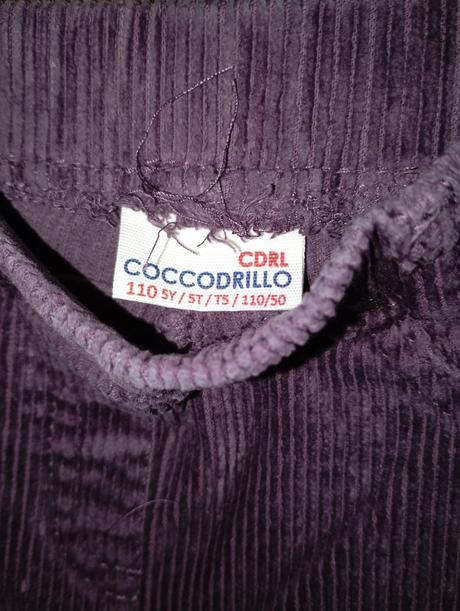 CDRL
COCCODRILLO
110 5Y / 5T / T5 / 110/50